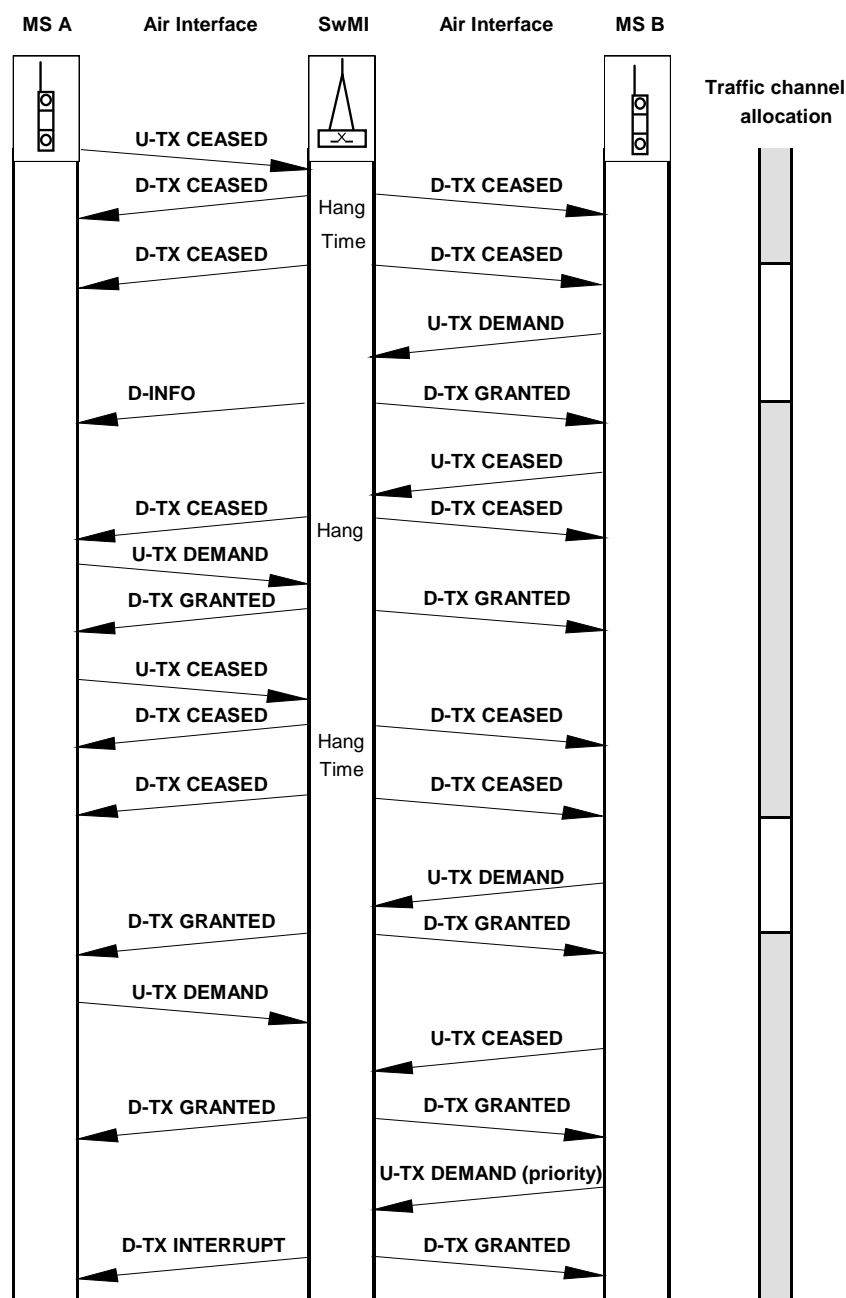 MS A Air Interface SwMI Air Interface MS B
Traffic channel
allocation
U-TX CEASED
D-TX CEASED D-TX CEASED
Hang
Time
D-TX CEASED D-TX CEASED
U-TX DEMAND
D-INFO D-TX GRANTED
U-TX CEASED
D-TX CEASED D-TX CEASED
Hang
U-TX DEMAND
D-TX GRANTED D-TX GRANTED
U-TX CEASED
D-TX CEASED D-TX CEASED
Hang
Time
D-TX CEASED D-TX CEASED
U-TX DEMAND
D-TX GRANTED D-TX GRANTED
U-TX DEMAND
U-TX CEASED
D-TX GRANTED D-TX GRANTED
U-TX DEMAND (priority)
D-TX INTERRUPT D-TX GRANTED